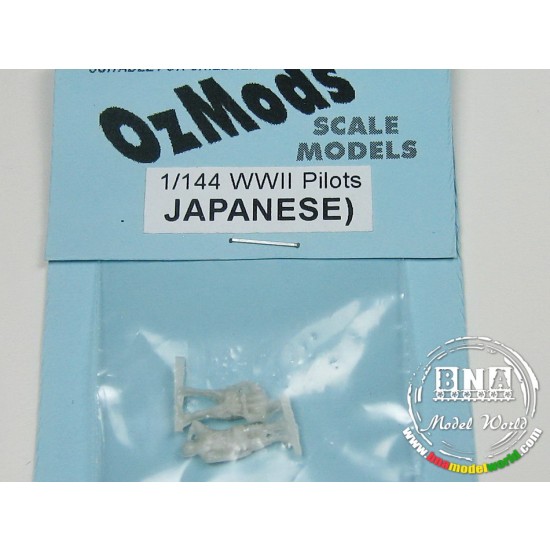 OzMods
SCALE
MODELS
1/144 WWII Pilots
JAPANESE)
BNA
Model World
www.bnamodelworld.com